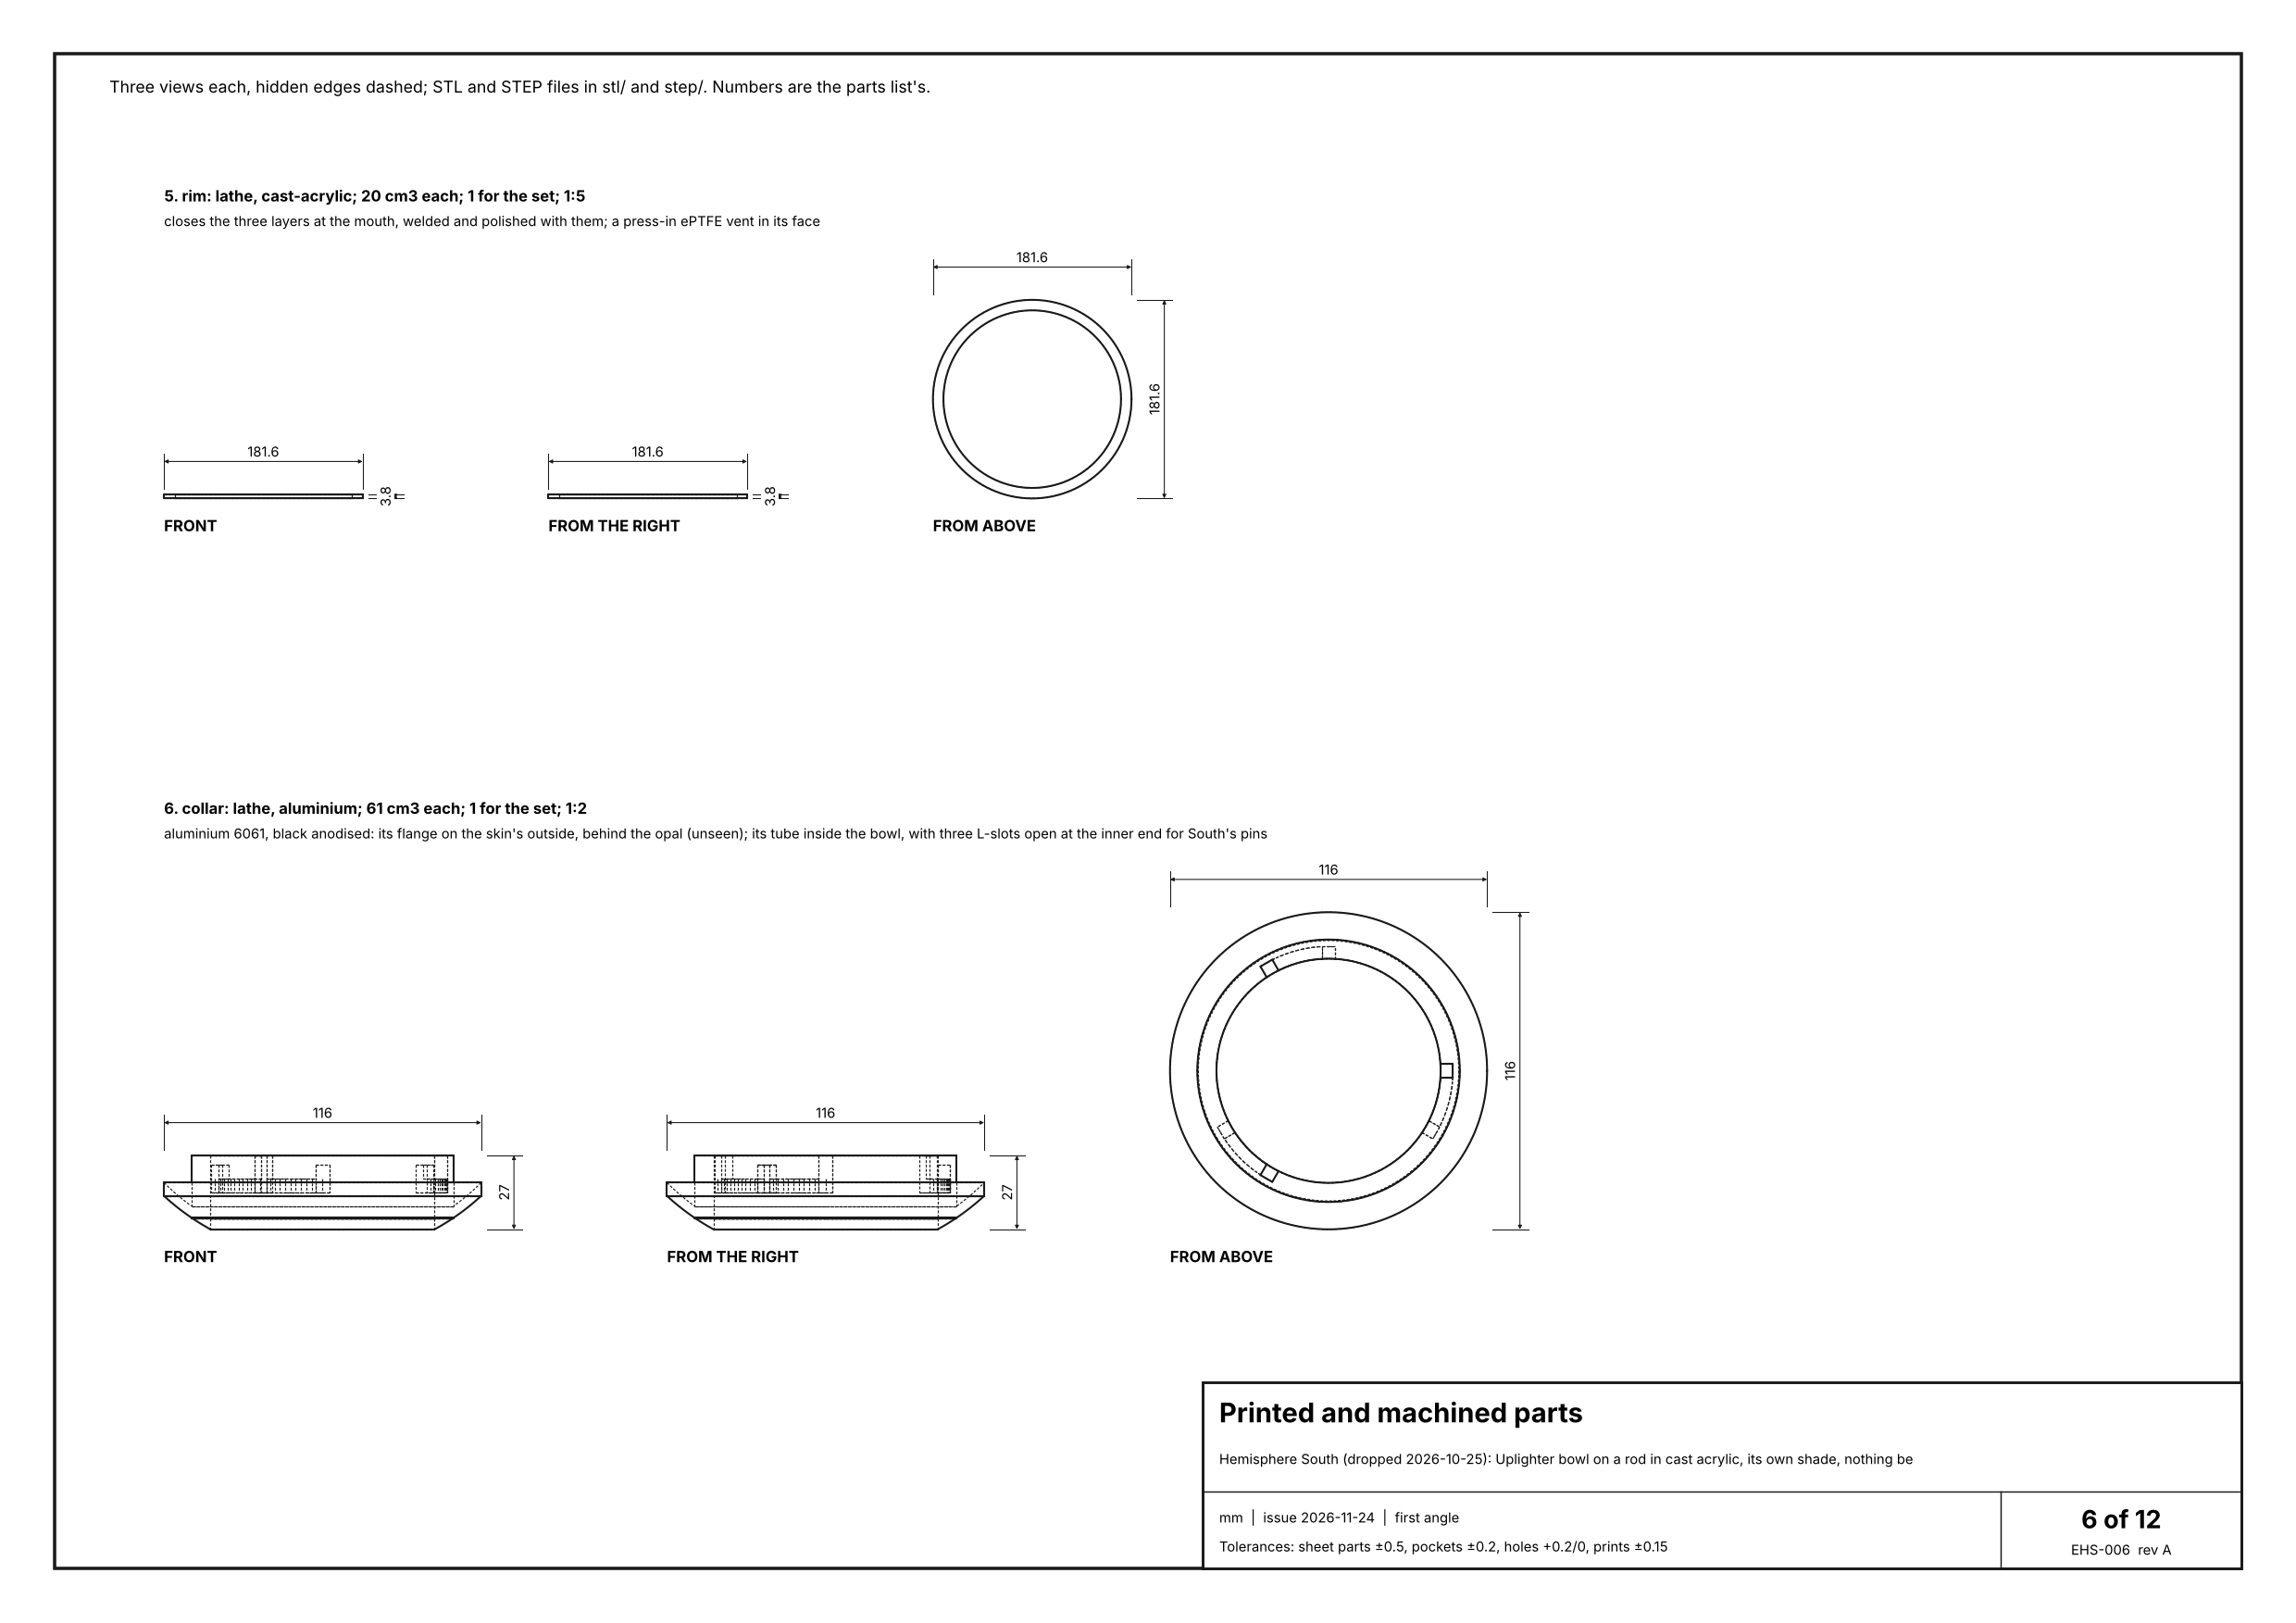 Three views each, hidden edges dashed; STL and STEP files in stl/ and step/. Numbers are the parts list's.
5. rim: lathe, cast-acrylic; 20 cm3 each; 1 for the set; 1:5
closes the three layers at the mouth, welded and polished with them; a press-in ePTFE vent in its face
181.6
181.6
181.6
3.8
181.6
3.8
FRONT
FROM THE RIGHT
FROM ABOVE
6. collar: lathe, aluminium; 61 cm3 each; 1 for the set; 1:2
aluminium 6061, black anodised: its flange on the skin's outside, behind the opal (unseen); its tube inside the bowl, with three L-slots open at the inner end for South's pins
116
116
116
27
116
27
FRONT
FROM THE RIGHT
FROM ABOVE
Printed and machined parts
Hemisphere South (dropped 2026-10-25): Uplighter bowl on a rod in cast acrylic, its own shade, nothing be
mm | issue 2026-11-24 | first angle
Tolerances: sheet parts ±0.5, pockets ±0.2, holes +0.2/0, prints ±0.15
6 of 12
EHS-006 rev A